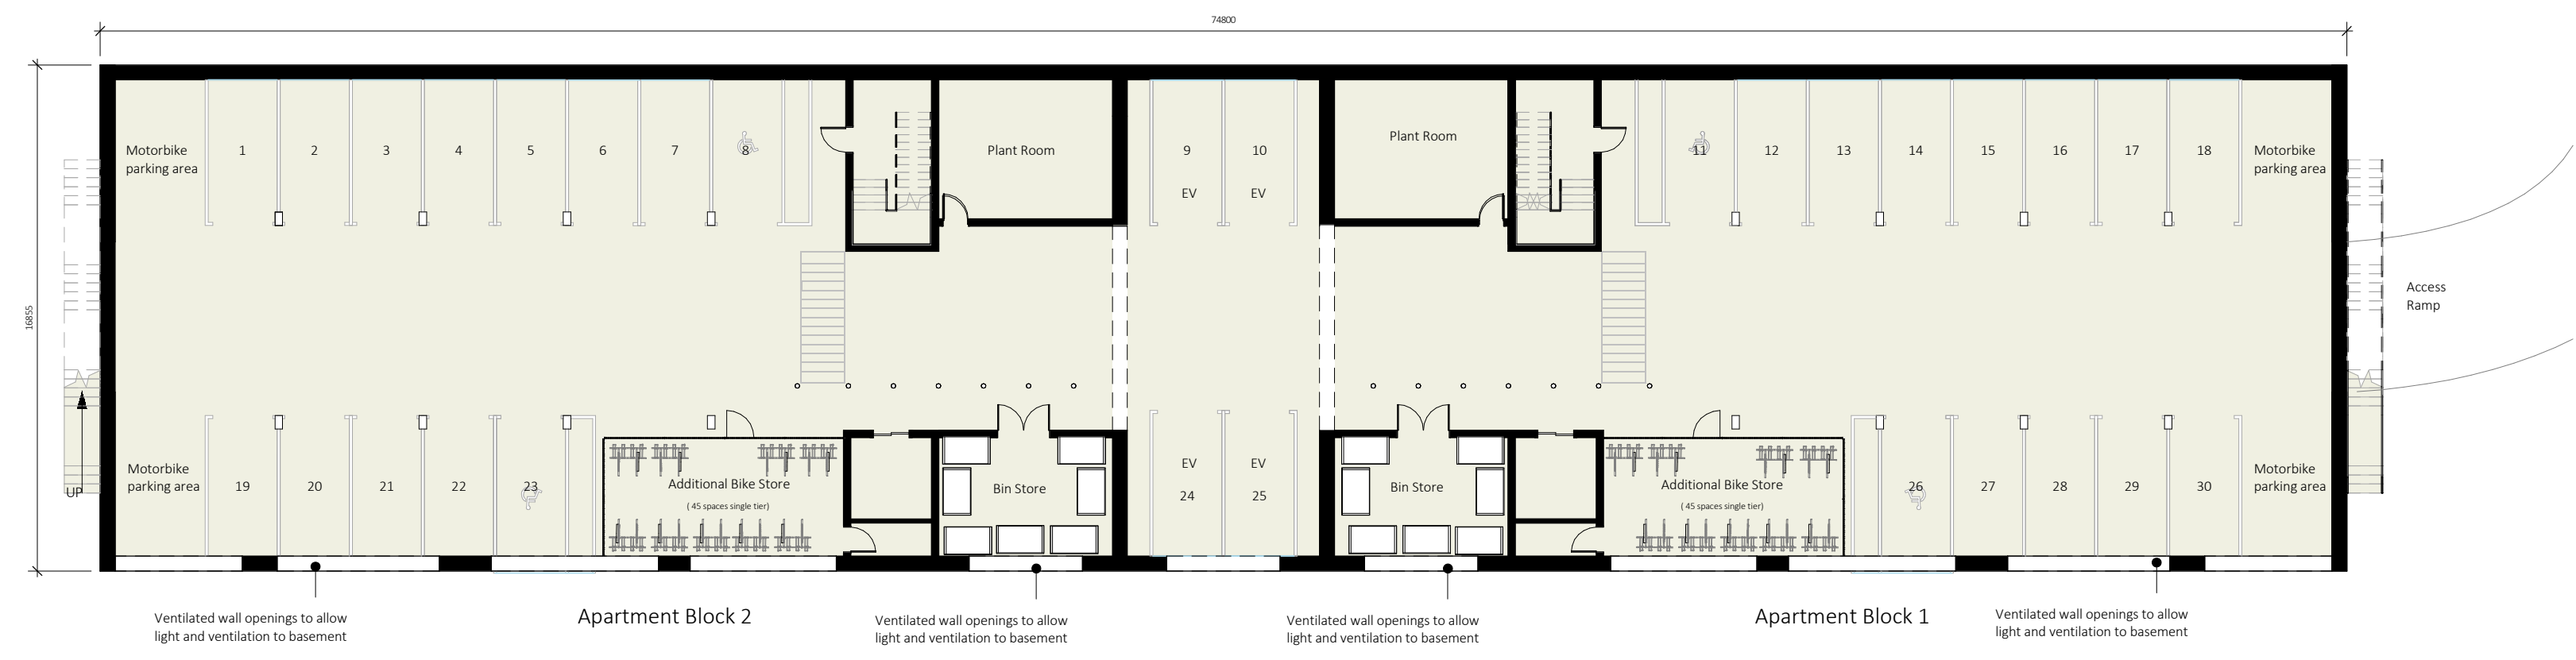 74800
16855
Motorbike
parking area
1
2
3
4
5
6
7
8
Plant Room
9
10
EV
EV
Plant Room
11
12
13
14
15
16
17
18
Motorbike
parking area
Access
Ramp
UP
Motorbike
parking area
19
20
21
22
23
Additional Bike Store
( 45 spaces single tier)
Bin Store
EV
EV
24
25
Bin Store
Additional Bike Store
( 45 spaces single tier)
26
27
28
29
30
Motorbike
parking area
Ventilated wall openings to allow
light and ventilation to basement
Apartment Block 2
Ventilated wall openings to allow
light and ventilation to basement
Ventilated wall openings to allow
light and ventilation to basement
Apartment Block 1
Ventilated wall openings to allow
light and ventilation to basement